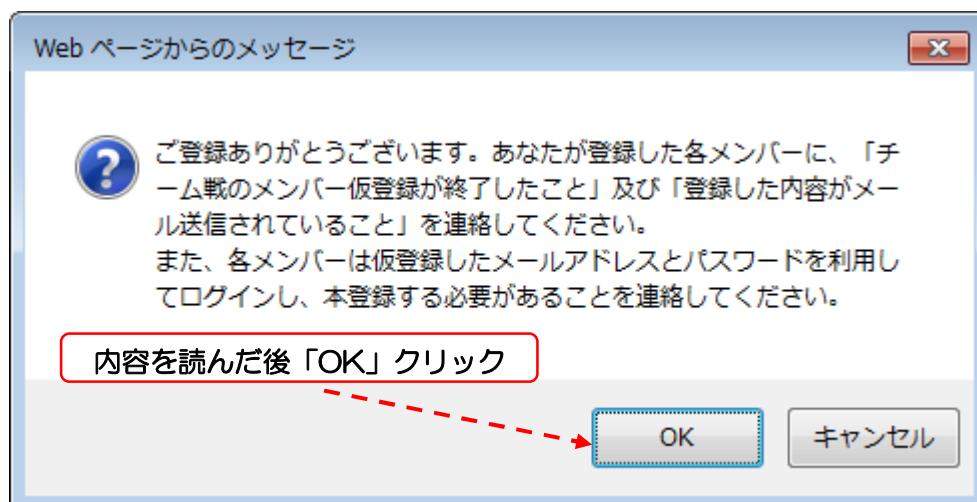 Web ページからのメッセージ
ご登録ありがとうございます。あなたが登録した各メンバーに、「チ
ーム戦のメンバー仮登録が終了したこと」及び「登録した内容がメー
ル送信されていること」を連絡してください。
また、各メンバーは仮登録したメールアドレスとパスワードを利用し
てログインし、本登録する必要があることを連絡してください。
内容を読んだ後「OK」クリック
OK
キャンセル